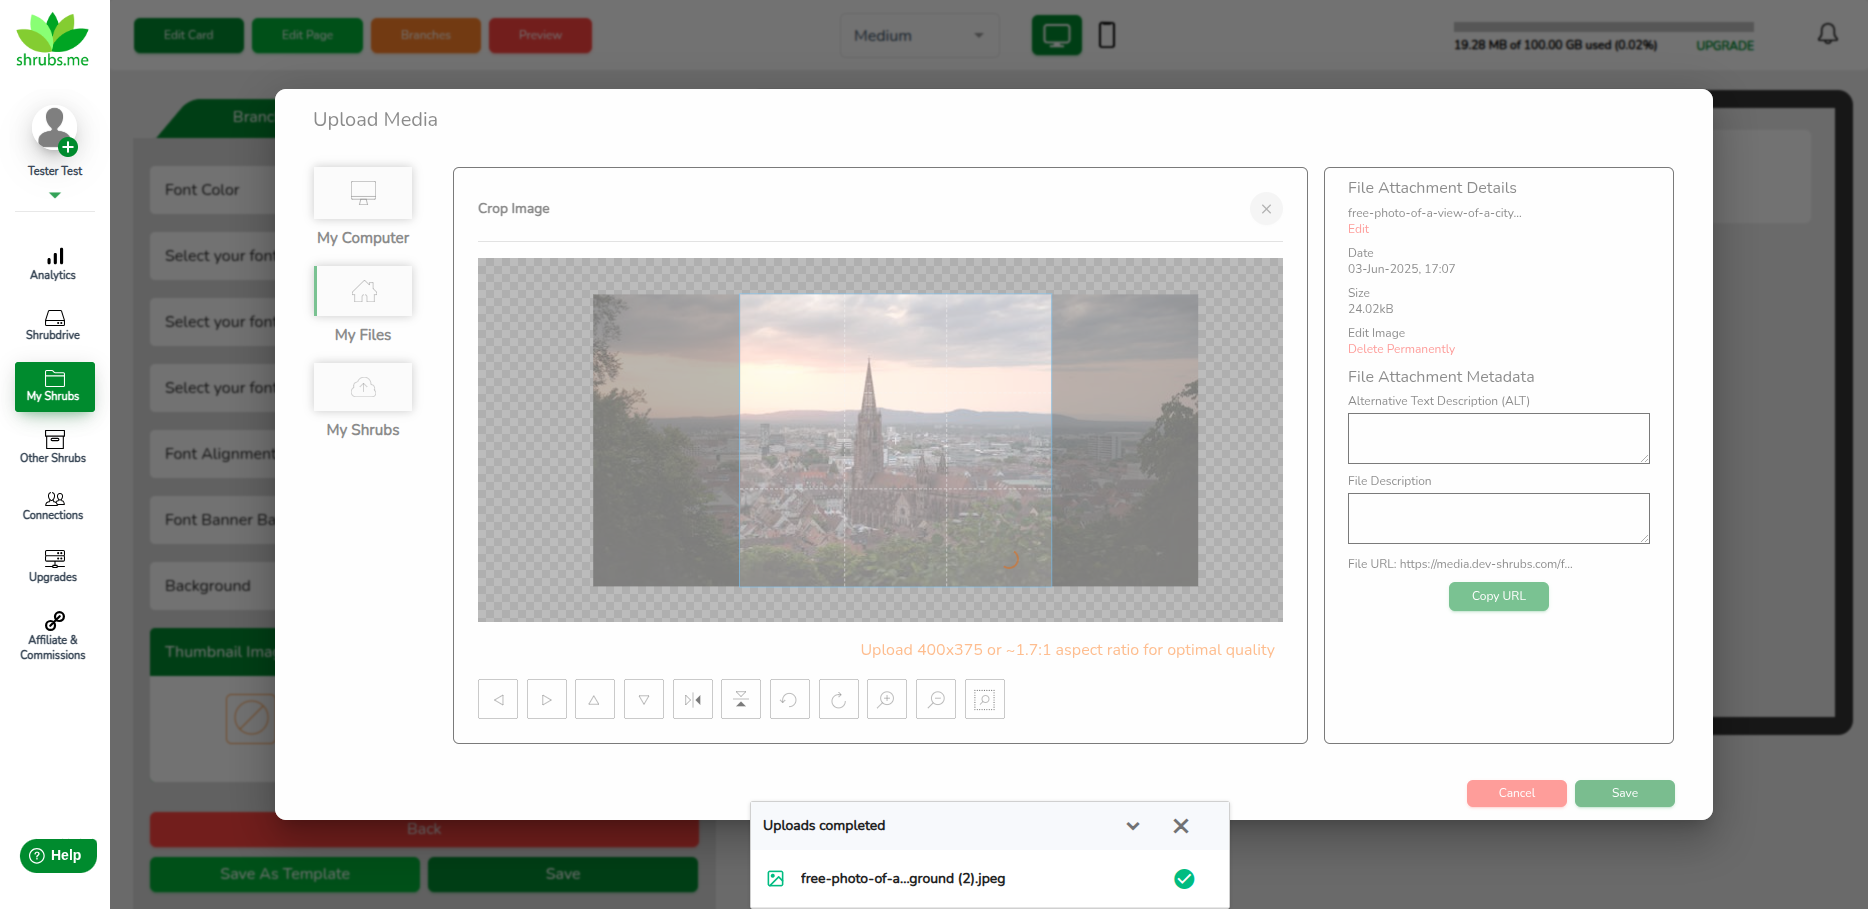 shrubs.me
Tester Test
Analytics
Shrubdrive
My Shrubs
Other Shrubs
Connections
Upgrades
Affiliate &
Commissions
Help
Edit Card
Edit Page
Branches
Preview
Medium
19.28 MB of 100.00 GB used (0.02%)
UPGRADE
Font Color
Select your font
Select your font
Select your font
Font Alignment
Font Banner Ba
Background
Thumbnail Imag
Back
Save As Template
Save
Upload Media
My Computer
My Files
My Shrubs
Crop Image
Upload 400x375 or ~1.7:1 aspect ratio for optimal quality
File Attachment Details
free-photo-of-a-view-of-a-city...
Edit
Date
03-Jun-2025, 17:07
Size
24.02kB
Edit Image
Delete Permanently
File Attachment Metadata
Alternative Text Description (ALT)
File Description
File URL: https://media.dev-shrubs.com/f...
Copy URL
Cancel
Save
Uploads completed
free-photo-of-a...ground (2).jpeg